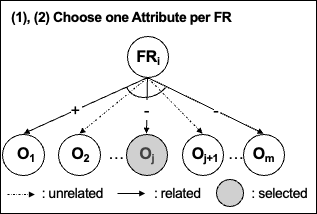 (1), (2) Choose one Attribute per FR
FRi
+ - -
O1 O2 ... Oj Oj+1 ... Om
: unrelated : related : selected